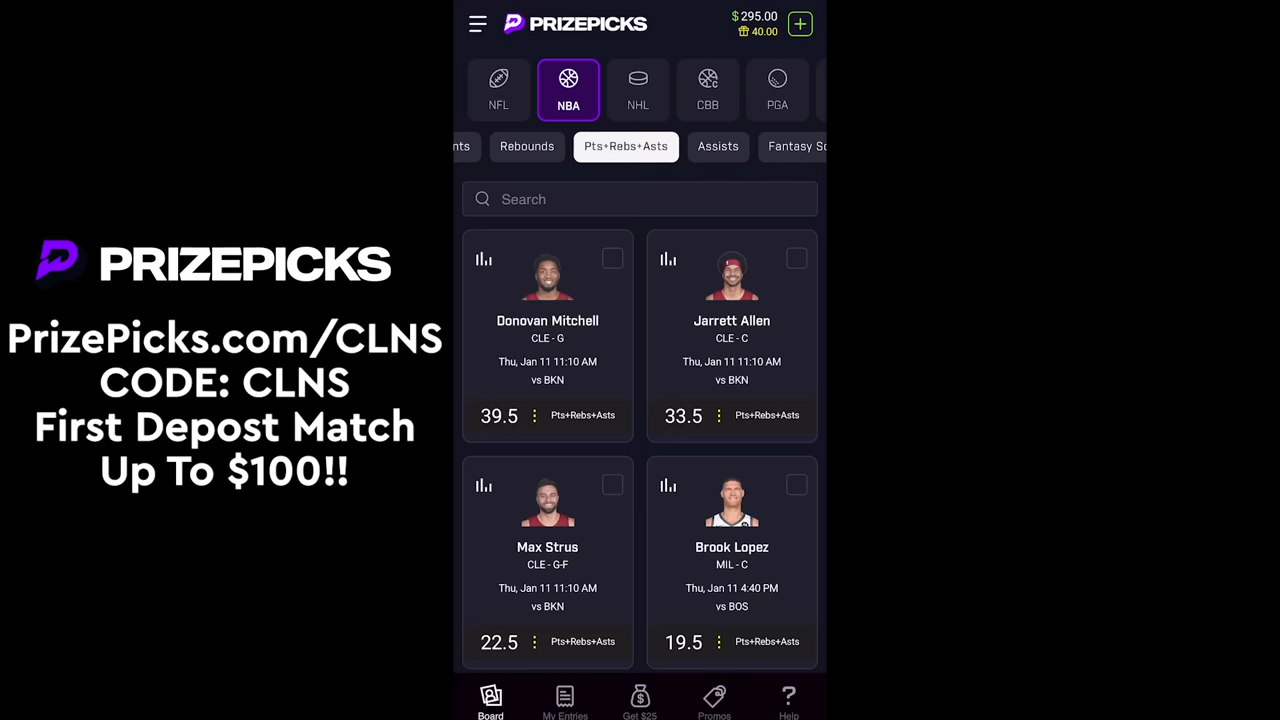 PRIZEPICKS
PrizePicks.com/CLNS
CODE: CLNS
First Depost Match
Up To $100!!
PRIZEPICKS
$ 295.00
40.00
NFL
NBA
NHL
CBB
PGA
nts
Rebounds
Pts+Rebs+Asts
Assists
Fantasy Sc
Search
Donovan Mitchell
CLE - G
Thu, Jan 11 11:10 AM
vs BKN
39.5
Pts+Rebs+Asts
Jarrett Allen
CLE - C
Thu, Jan 11 11:10 AM
vs BKN
33.5
Pts+Rebs+Asts
Max Strus
CLE - G-F
Thu, Jan 11 11:10 AM
vs BKN
22.5
Pts+Rebs+Asts
Brook Lopez
MIL - C
Thu, Jan 11 4:40 PM
vs BOS
19.5
Pts+Rebs+Asts
Board
My Entries
Get $25
Promos
Help